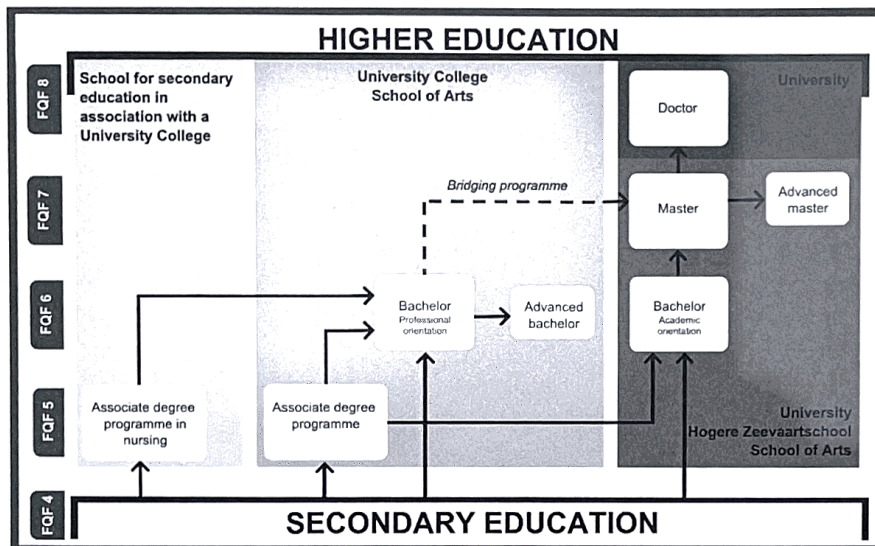 HIGHER EDUCATION
FQF 8
School for secondary
education in
association with a
University College
University College
School of Arts
University
Doctor
FQF 7
Bridging programme
Master
Advanced
master
FQF 6
Bachelor
Professional
orientation
Advanced
bachelor
Bachelor
Academic
orientation
FQF 5
Associate degree
programme in
nursing
Associate degree
programme
University
Hogere Zeevaartschool
School of Arts
FQF 4
SECONDARY EDUCATION